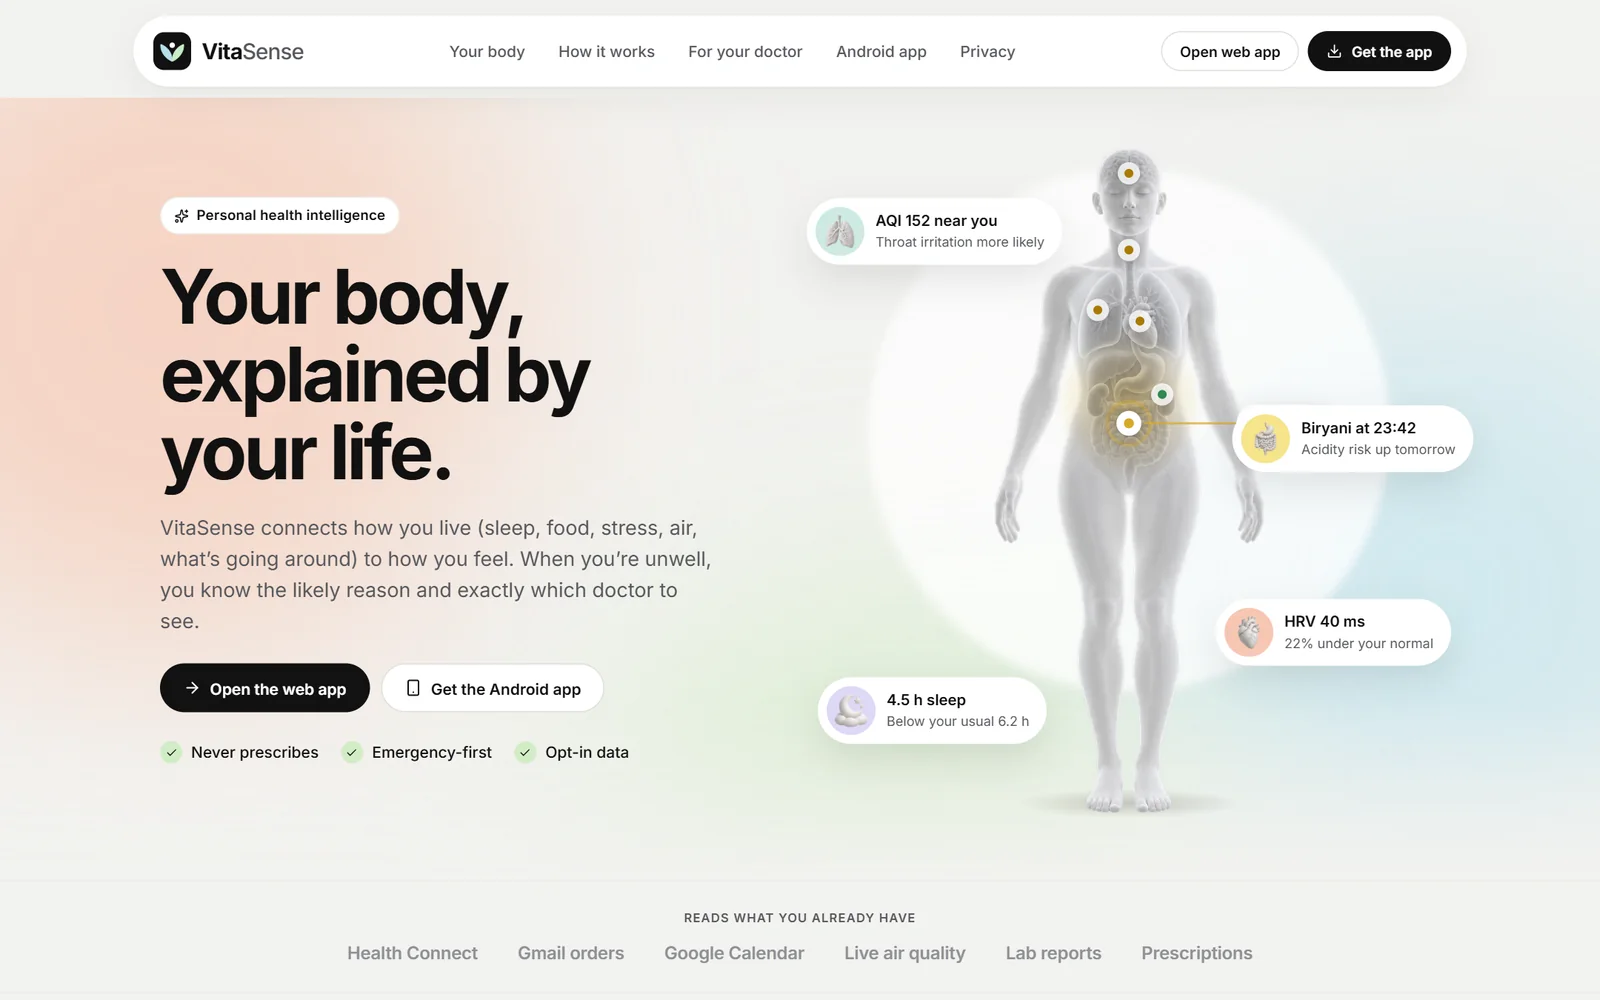 VitaSense
Your body
How it works
For your doctor
Android app
Privacy
Open web app
Get the app
Personal health intelligence
Your body,
explained by
your life.
VitaSense connects how you live (sleep, food, stress, air,
what’s going around) to how you feel. When you’re unwell,
you know the likely reason and exactly which doctor to
see.
Open the web app
Get the Android app
Never prescribes
Emergency-first
Opt-in data
AQI 152 near you
Throat irritation more likely
Biryani at 23:42
Acidity risk up tomorrow
HRV 40 ms
22% under your normal
4.5 h sleep
Below your usual 6.2 h
READS WHAT YOU ALREADY HAVE
Health Connect
Gmail orders
Google Calendar
Live air quality
Lab reports
Prescriptions